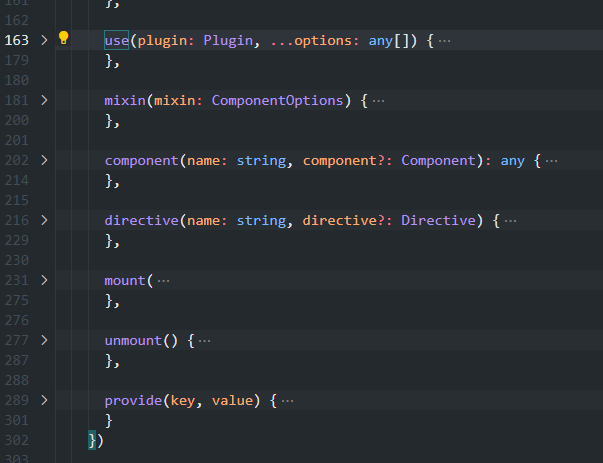 161 },
162
163 use(plugin: Plugin, ...options: any[]) { ···
179 },
180
181 mixin(mixin: ComponentOptions) { ···
200 },
201
202 component(name: string, component?: Component): any { ···
214 },
215
216 directive(name: string, directive?: Directive) { ···
229 },
230
231 mount( ···
275 },
276
277 unmount() { ···
287 },
288
289 provide(key, value) { ···
301 }
302 })
303